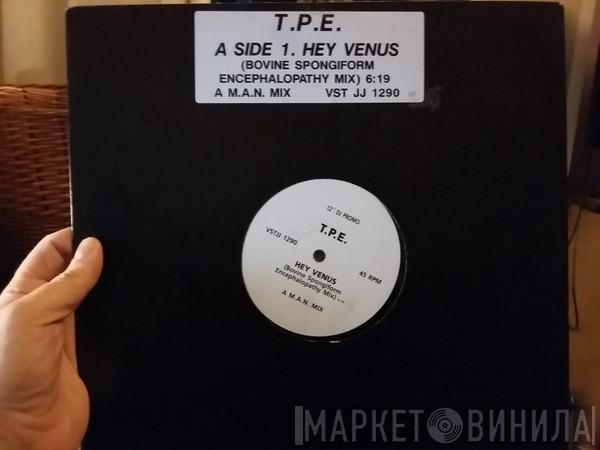 T.P.E.
A SIDE 1. HEY VENUS
(BOVINE SPONGIFORM
ENCEPHALOPATHY MIX) 6:19
A M.A.N. MIX VST JJ 1290
12" DJ PROMO
T.P.E.
VSTJJ 1290
45 RPM
HEY VENUS
(Bovine Spongiform
Encephalopathy Mix)
A M.A.N. MIX
МАРКЕТ ВИНИЛА